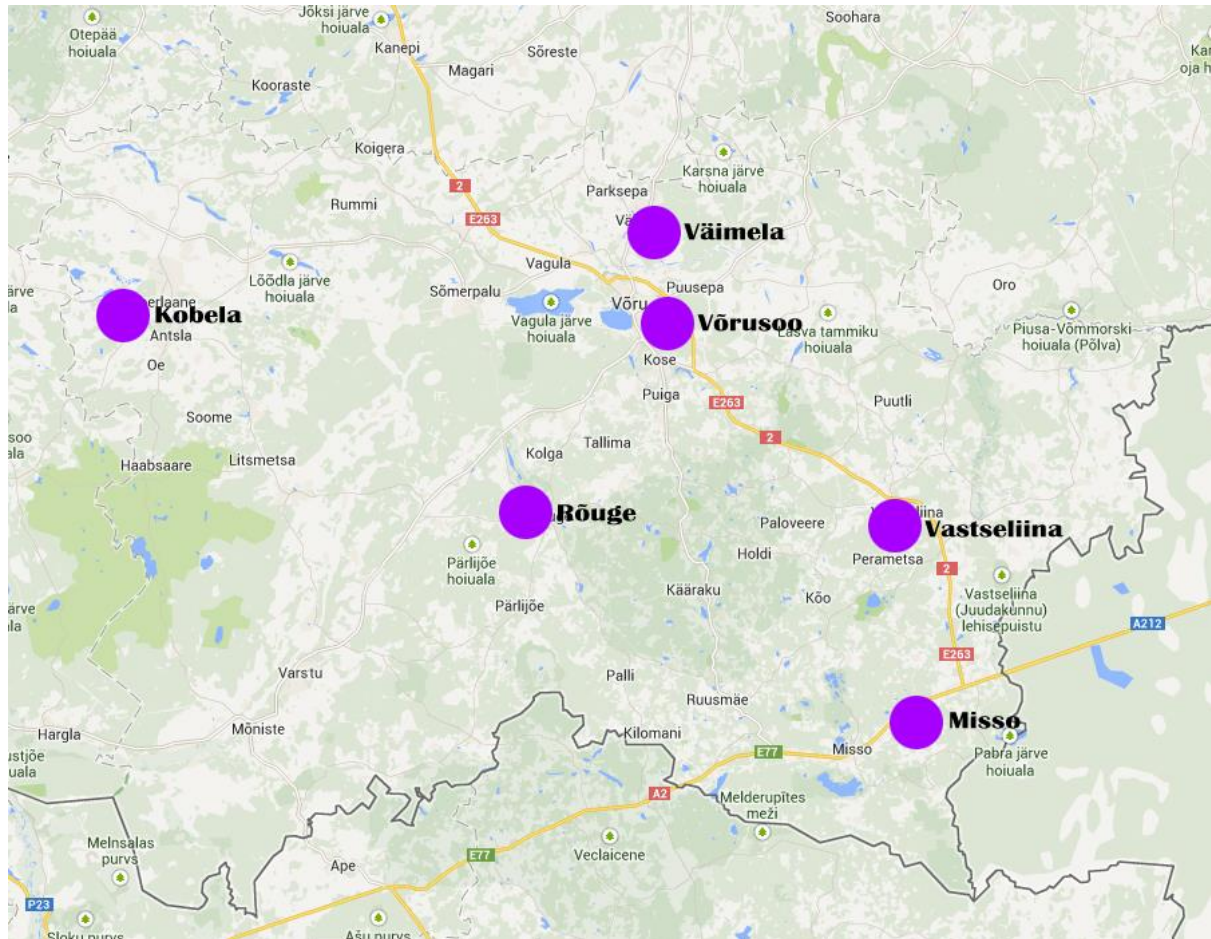 Otepää
hoiuala
Jõksi järve
hoiuala
Kanepi
Sõreste
Magari
Kooraste
Soohara
Koigera
2
E263
Karsna järve
hoiuala
Parksepa
Rummi
Väimela
Vagula
Lõõdla järve
hoiuala
Sõmerpalu
Puusepa
Oro
Võru
Vagula järve
hoiuala
Võrusoo
Lasva tammiku
hoiuala
Piusa-Võmmorski
hoiuala (Põlva)
Kobela
Antsla
Oe
Kose
Puiga
E263
2
Puutli
Soome
Haabsaare
Litsmetsa
Tallima
Kolga
Rõuge
Paloveere
Vastseliina
Perametsa
Holdi
2
Pärlijõe
hoiuala
Kääraku
Kõo
Vastseliina
(Juudakunnu)
lehisepuistu
Pärlijõe
A212
E263
Varstu
Palli
Ruusmäe
Misso
Hargla
Mõniste
Kilomani
E77
Misso
Pabra järve
hoiuala
A2
Melderupītes
meži
Melnsalas
purvs
Ape
E77
Veclaicene
P23
Sloku purvs
Ašu purvs